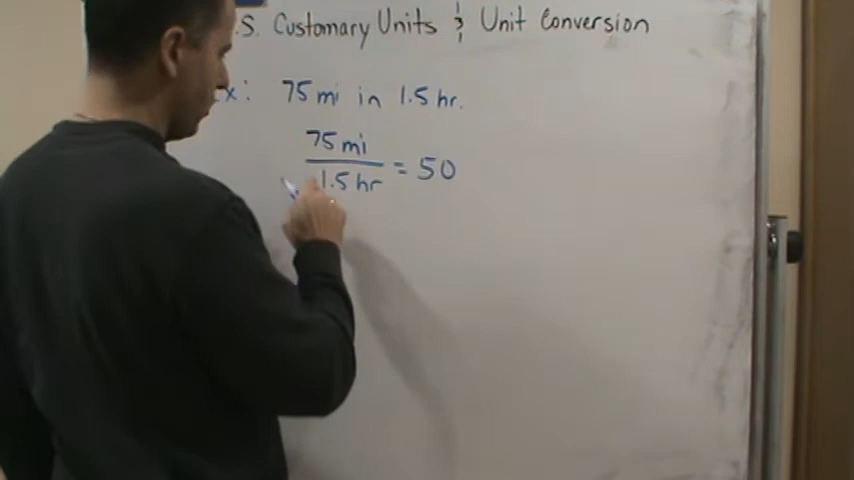 S. Customary Units & Unit Conversion
x: 75 mi in 1.5 hr.
75 mi
1.5 hr = 50